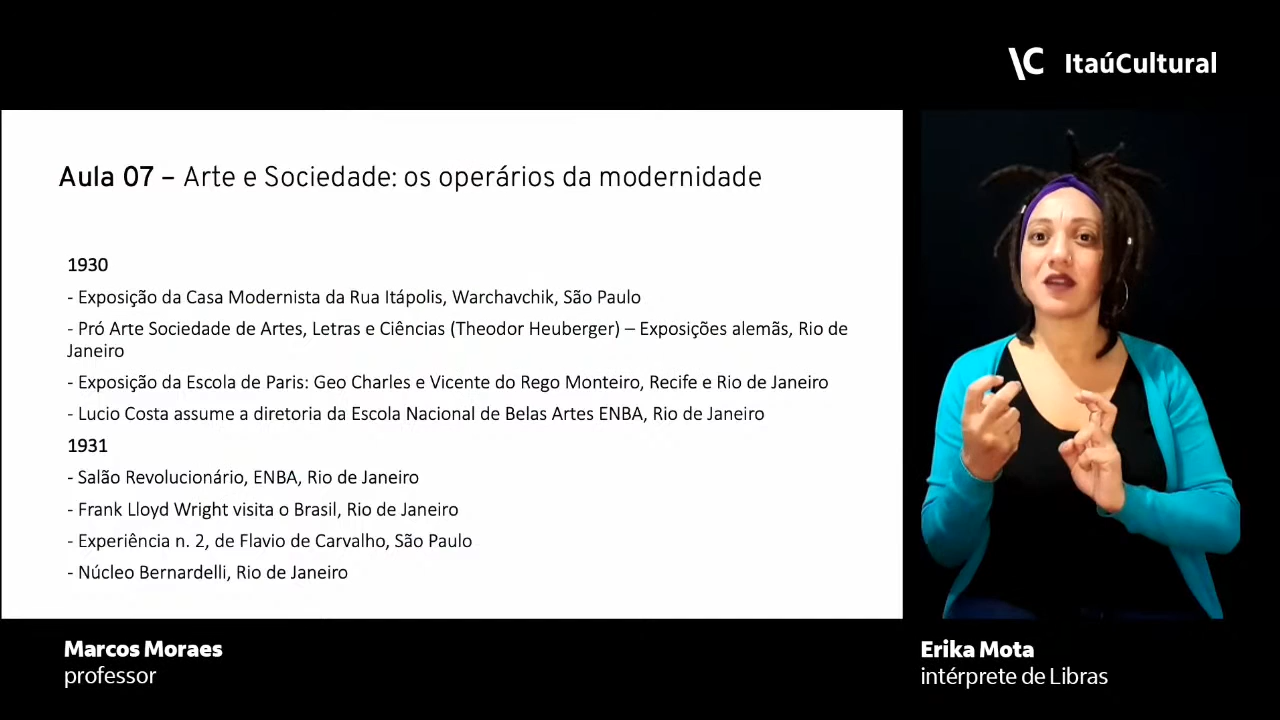 \C ItaúCultural
Aula 07 – Arte e Sociedade: os operários da modernidade
1930
- Exposição da Casa Modernista da Rua Itápolis, Warchavchik, São Paulo
- Pró Arte Sociedade de Artes, Letras e Ciências (Theodor Heuberger) – Exposições alemãs, Rio de
Janeiro
- Exposição da Escola de Paris: Geo Charles e Vicente do Rego Monteiro, Recife e Rio de Janeiro
- Lucio Costa assume a diretoria da Escola Nacional de Belas Artes ENBA, Rio de Janeiro
1931
- Salão Revolucionário, ENBA, Rio de Janeiro
- Frank Lloyd Wright visita o Brasil, Rio de Janeiro
- Experiência n. 2, de Flavio de Carvalho, São Paulo
- Núcleo Bernardelli, Rio de Janeiro
Marcos Moraes
professor
Erika Mota
intérprete de Libras